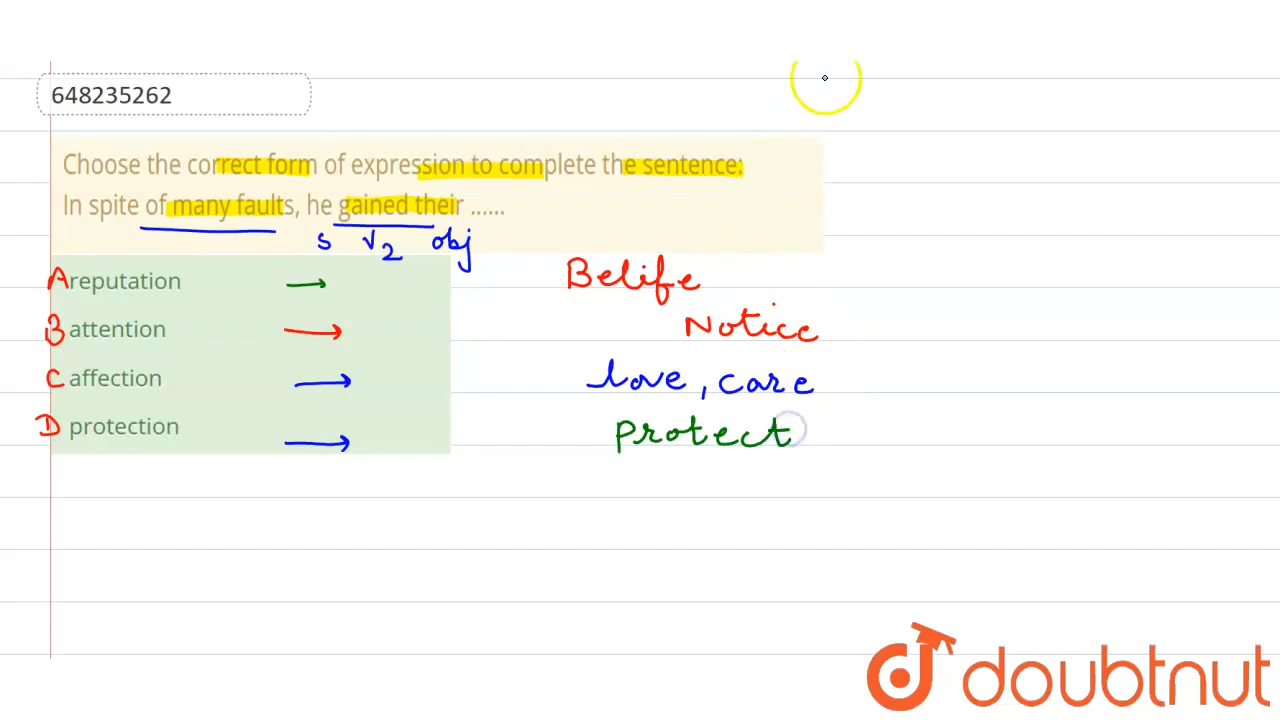 648235262
Choose the correct form of expression to complete the sentence:
In spite of many faults, he gained their ......
S V2 obj
A reputation → Belife
B attention → Notice
C affection → love, care
D protection → protect
doubtnut